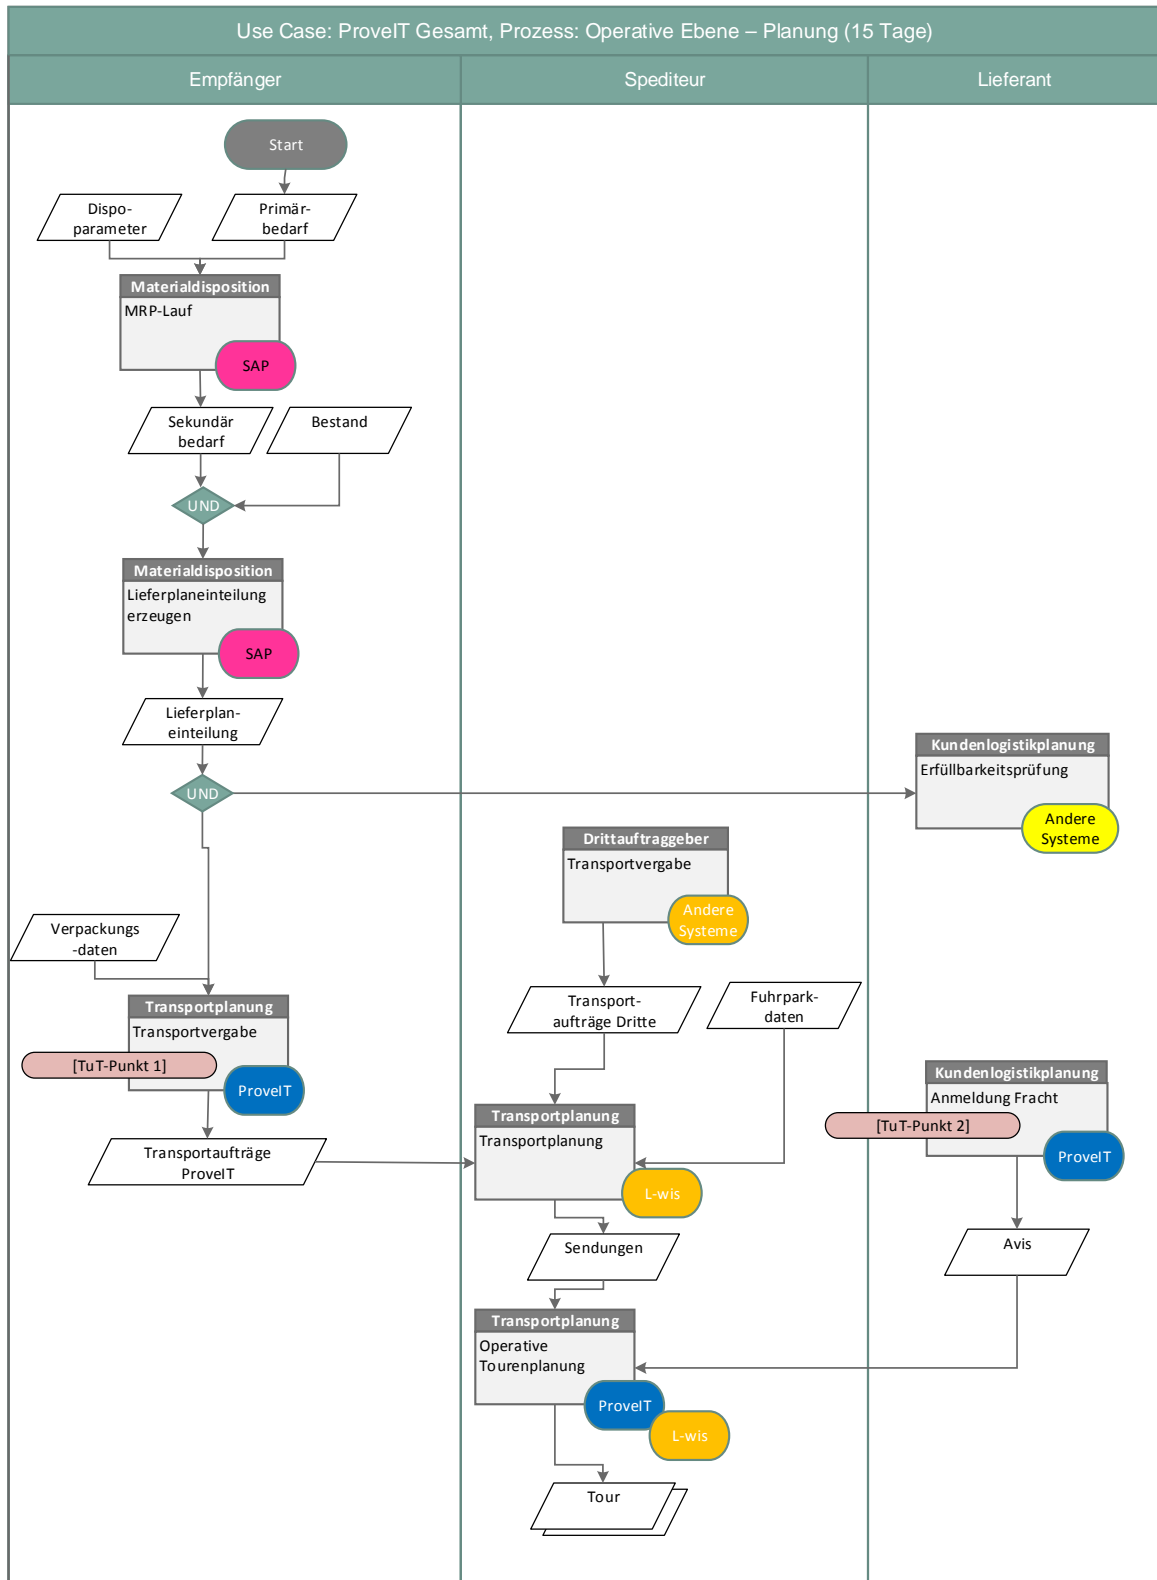 Use Case: ProveIT Gesamt, Prozess: Operative Ebene – Planung (15 Tage)
Empfänger
Spediteur
Lieferant
Start
Dispo-
parameter
Primär-
bedarf
Materialdisposition
MRP-Lauf
SAP
Sekundär
bedarf
Bestand
UND
Materialdisposition
Lieferplaneinteilung
erzeugen
SAP
Lieferplan-
einteilung
UND
Kundenlogistikplanung
Erfüllbarkeitsprüfung
Andere
Systeme
Drittauftraggeber
Transportvergabe
Andere
Systeme
Verpackungs
-daten
Transport-
aufträge Dritte
Fuhrpark-
daten
Transportplanung
Transportvergabe
[TuT-Punkt 1]
ProveIT
Transportaufträge
ProveIT
Transportplanung
Transportplanung
L-wis
Kundenlogistikplanung
Anmeldung Fracht
[TuT-Punkt 2]
ProveIT
Sendungen
Avis
Transportplanung
Operative
Tourenplanung
ProveIT
L-wis
Tour